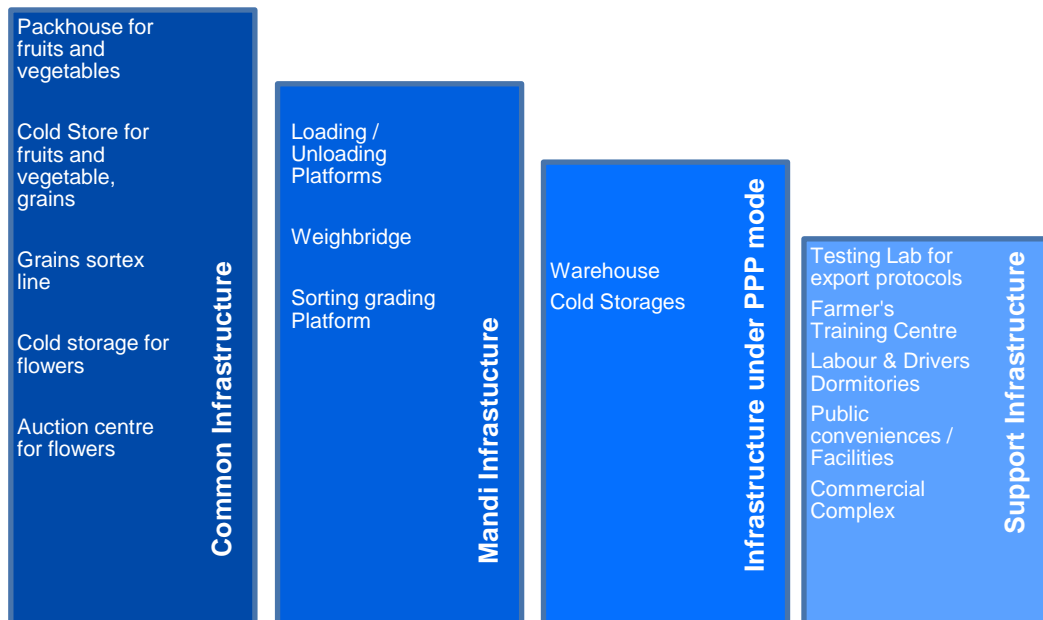 Packhouse for
fruits and
vegetables
Cold Store for
fruits and
vegetable,
grains
Grains sortex
line
Cold storage for
flowers
Auction centre
for flowers
Common Infrastructure
Loading /
Unloading
Platforms
Weighbridge
Sorting grading
Platform
Mandi Infrastucture
Warehouse
Cold Storages
Infrastructure under PPP mode
Testing Lab for
export protocols
Farmer's
Training Centre
Labour & Drivers
Dormitories
Public
conveniences /
Facilities
Commercial
Complex
Support Infrastructure